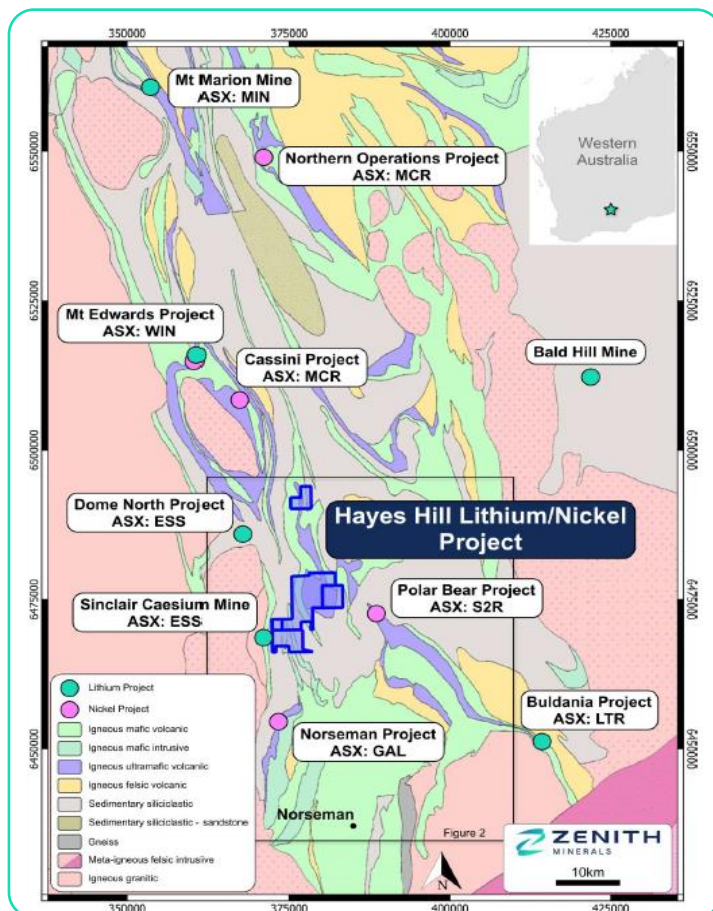 350000
375000
400000
425000
Mt Marion Mine
ASX: MIN
Western
Australia
6550000
6550000
Northern Operations Project
ASX: MCR
6525000
6525000
Mt Edwards Project
ASX: WIN
Cassini Project
ASX: MCR
Bald Hill Mine
6500000
6500000
Dome North Project
ASX: ESS
Hayes Hill Lithium/Nickel
Project
6475000
6475000
Sinclair Caesium Mine
ASX: ESS
Polar Bear Project
ASX: S2R
Buldania Project
ASX: LTR
Norseman Project
ASX: GAL
6450000
6450000
Norseman
Figure 2
Lithium Project
Nickel Project
Igneous mafic volcanic
Igneous mafic intrusive
Igneous ultramafic volcanic
Igneous felsic volcanic
Sedimentary siliciclastic
Sedimentary siliciclastic - sandstone
Gneiss
Meta-igneous felsic intrusive
Igneous granitic
N
ZENITH
MINERALS
10km
350000
375000
400000
425000